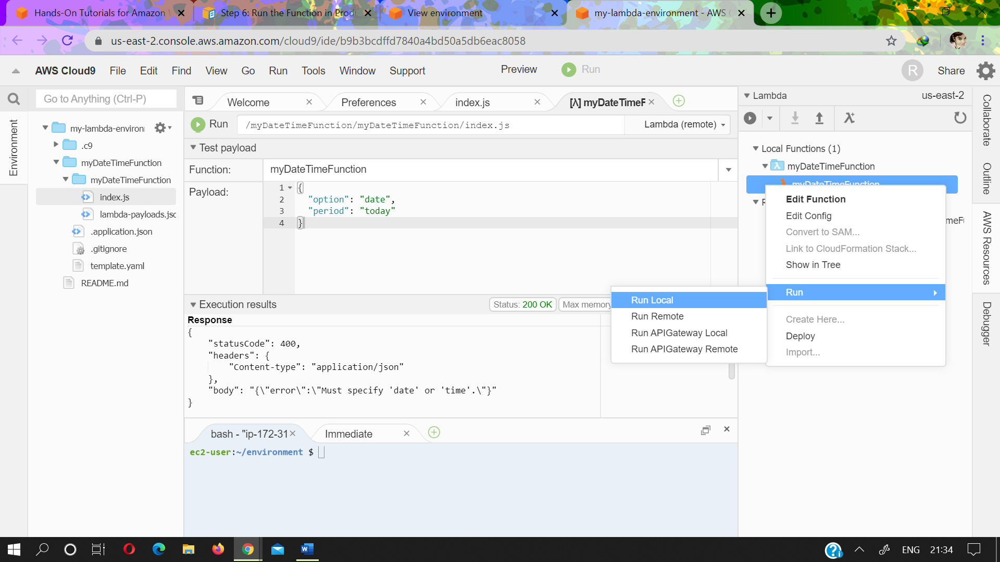 Hands-On Tutorials for Amazon
Step 6: Run the Function in Prod
View environment
my-lambda-environment - AWS
us-east-2.console.aws.amazon.com/cloud9/ide/b9b3bcdffd7840a4bd50a5db6eac8058
AWS Cloud9 File Edit Find View Go Run Tools Window Support Preview Run R Share
Go to Anything (Ctrl-P)
Welcome Preferences index.js [λ] myDateTimeF
Lambda us-east-2
Run /myDateTimeFunction/myDateTimeFunction/index.js Lambda (remote)
Environment
my-lambda-environ
.c9
myDateTimeFunction
myDateTimeFunction
index.js
lambda-payloads.jsc
.application.json
.gitignore
template.yaml
README.md
Test payload
Function: myDateTimeFunction
Payload:
1 {
2 "option": "date",
3 "period": "today"
4 }
Execution results Status: 200 OK Max memory
Response
{
"statusCode": 400,
"headers": {
"Content-type": "application/json"
},
"body": "{\"error\":\"Must specify 'date' or 'time'.\"}"
}
bash - "ip-172-31 Immediate
ec2-user:~/environment $
Local Functions (1)
myDateTimeFunction
myDateTimeFunction
Edit Function
Edit Config
Convert to SAM...
Link to CloudFormation Stack...
Show in Tree
Run
Create Here...
Deploy
Import...
Run Local
Run Remote
Run APIGateway Local
Run APIGateway Remote
Collaborate
Outline
AWS Resources
Debugger
ENG 21:34